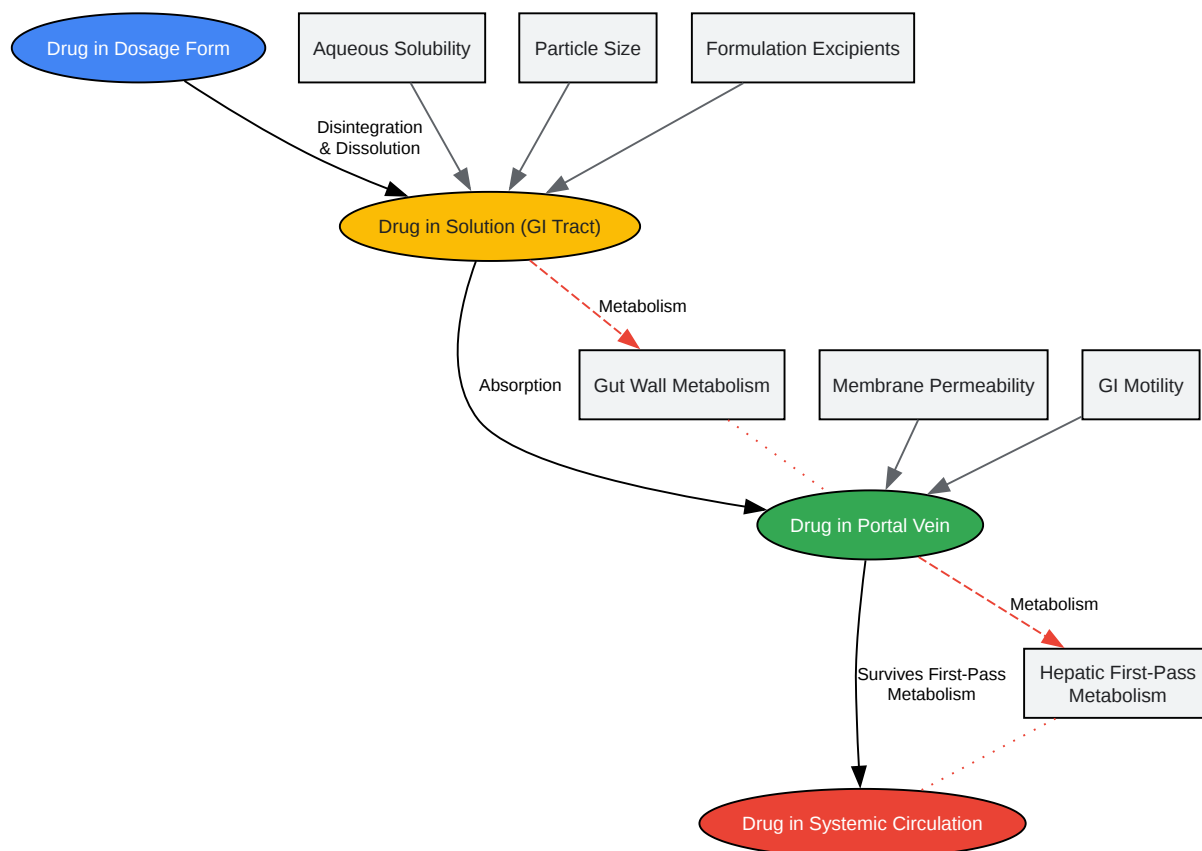 Drug in Dosage Form
Aqueous Solubility
Particle Size
Formulation Excipients
Disintegration
& Dissolution
Drug in Solution (GI Tract)
Metabolism
Absorption
Gut Wall Metabolism
Membrane Permeability
GI Motility
Drug in Portal Vein
Metabolism
Survives First-Pass
Metabolism
Hepatic First-Pass
Metabolism
Drug in Systemic Circulation